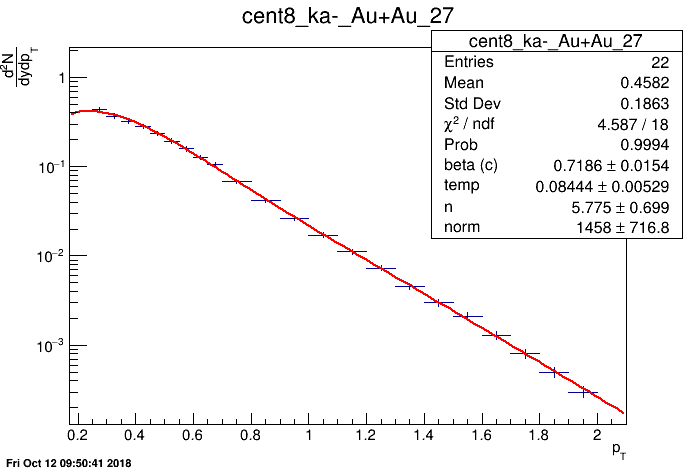 cent8_ka-_Au+Au_27
d²N
dydp_T
cent8_ka-_Au+Au_27
Entries 22
Mean 0.4582
Std Dev 0.1863
χ² / ndf 4.587 / 18
Prob 0.9994
beta (c) 0.7186 ± 0.0154
temp 0.08444 ± 0.00529
n 5.775 ± 0.699
norm 1458 ± 716.8
1
10⁻¹
10⁻²
10⁻³
0.2 0.4 0.6 0.8 1 1.2 1.4 1.6 1.8 2
p_T
Fri Oct 12 09:50:41 2018